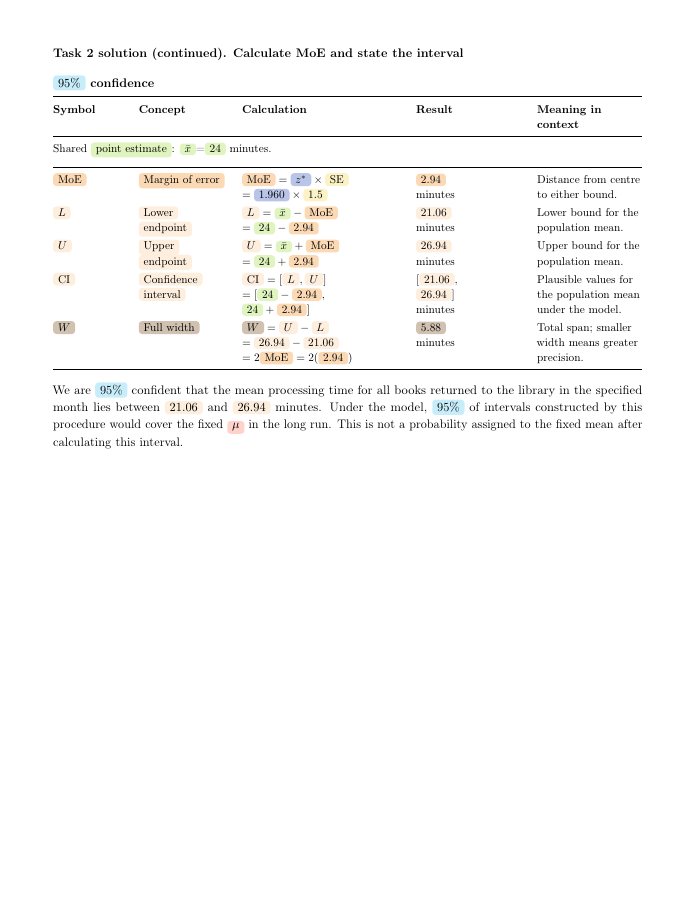 Task 2 solution (continued). Calculate MoE and state the interval
95% confidence
Symbol Concept Calculation Result Meaning in context
Shared point estimate: x̄ = 24 minutes.
MoE Margin of error MoE = z* × SE 2.94 Distance from centre
= 1.960 × 1.5 minutes to either bound.
L Lower L = x̄ − MoE 21.06 Lower bound for the
endpoint = 24 − 2.94 minutes population mean.
U Upper U = x̄ + MoE 26.94 Upper bound for the
endpoint = 24 + 2.94 minutes population mean.
CI Confidence CI = [ L , U ] [ 21.06 , Plausible values for
interval = [ 24 − 2.94 , 26.94 ] the population mean
24 + 2.94 ] minutes under the model.
W Full width W = U − L 5.88 Total span; smaller
= 26.94 − 21.06 minutes width means greater
= 2 MoE = 2( 2.94 ) precision.
We are 95% confident that the mean processing time for all books returned to the library in the specified
month lies between 21.06 and 26.94 minutes. Under the model, 95% of intervals constructed by this
procedure would cover the fixed μ in the long run. This is not a probability assigned to the fixed mean after
calculating this interval.